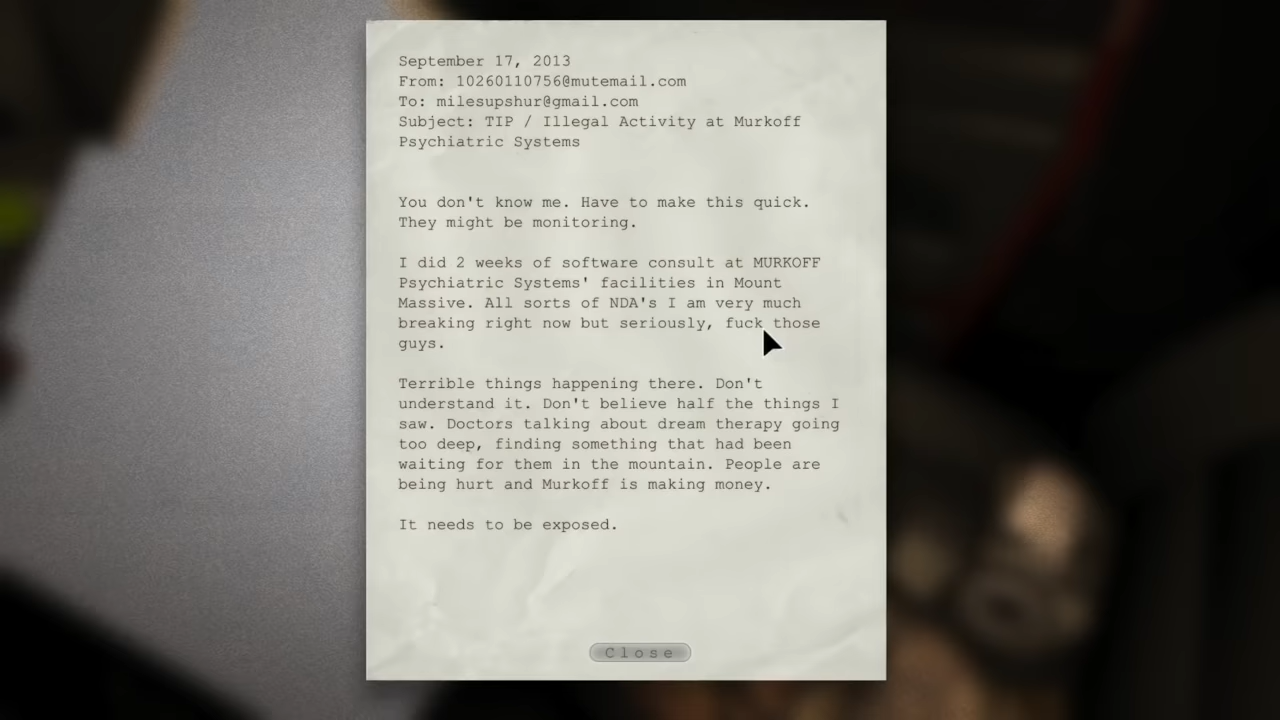 September 17, 2013
From: 10260110756@mutemail.com
To: milesupshur@gmail.com
Subject: TIP / Illegal Activity at Murkoff
Psychiatric Systems
You don't know me. Have to make this quick.
They might be monitoring.
I did 2 weeks of software consult at MURKOFF
Psychiatric Systems' facilities in Mount
Massive. All sorts of NDA's I am very much
breaking right now but seriously, fuck those
guys.
Terrible things happening there. Don't
understand it. Don't believe half the things I
saw. Doctors talking about dream therapy going
too deep, finding something that had been
waiting for them in the mountain. People are
being hurt and Murkoff is making money.
It needs to be exposed.
Close